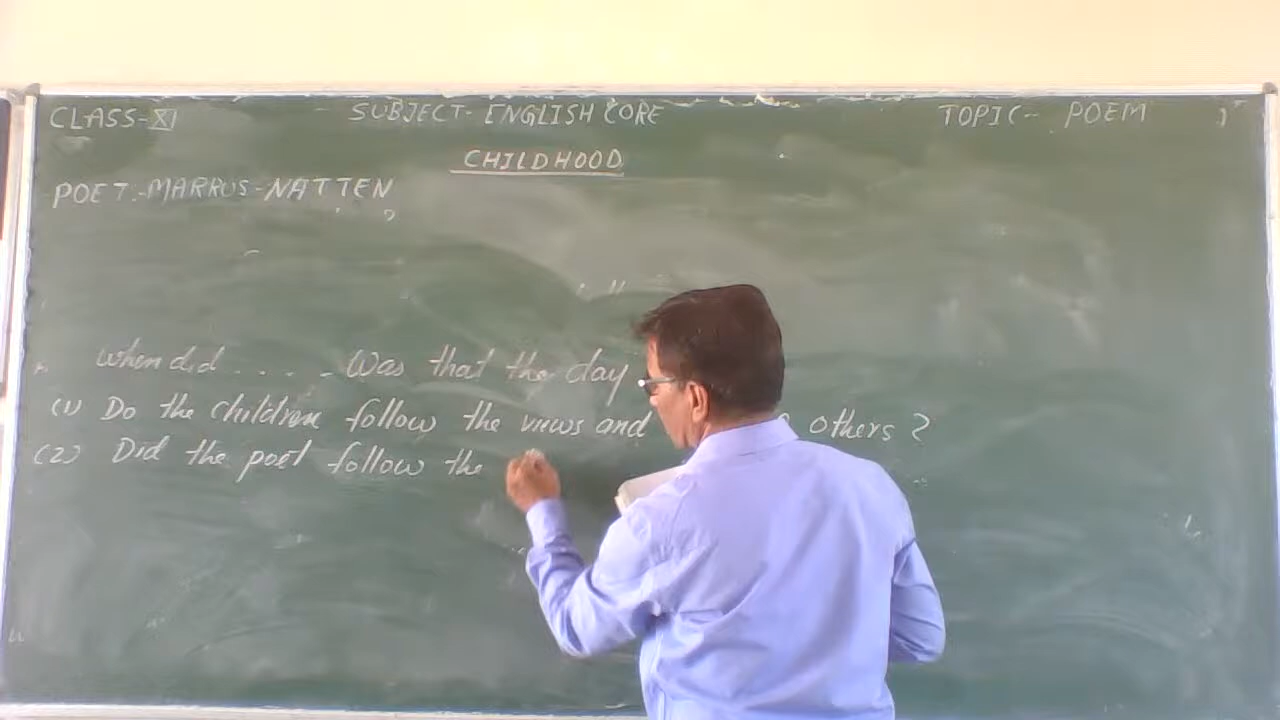 CLASS-XI SUBJECT-ENGLISH CORE TOPIC- POEM
CHILDHOOD
POET:-MARRUS-NATTEN
When did .... - Was that the day
(1) Do the children follow the views and others ?
(2) Did the poet follow the